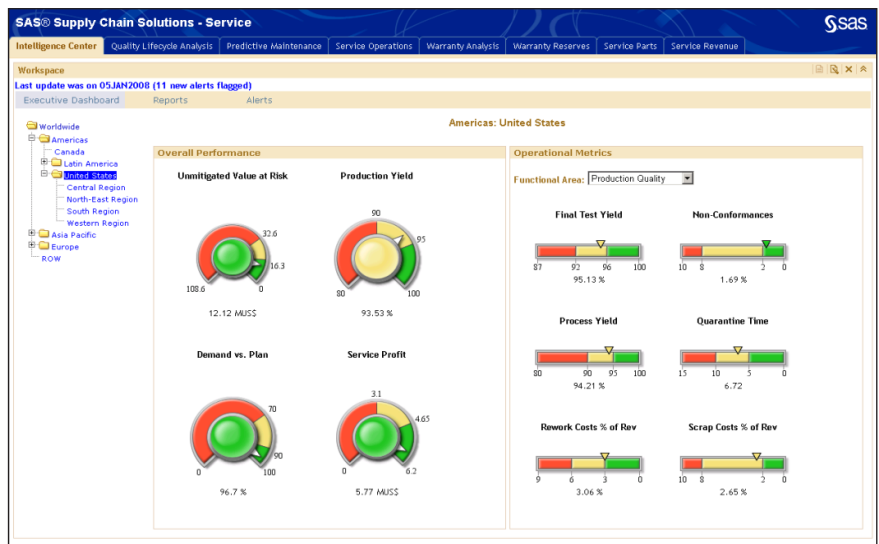 SAS® Supply Chain Solutions - Service
sas
Intelligence Center Quality Lifecycle Analysis Predictive Maintenance Service Operations Warranty Analysis Warranty Reserves Service Parts Service Revenue
Workspace
Last update was on 05JAN2008 (11 new alerts flagged)
Executive Dashboard Reports Alerts
Americas: United States
Worldwide
Americas
Canada
Latin America
United States
Central Region
North-East Region
South Region
Western Region
Asia Pacific
Europe
ROW
Overall Performance
Unmitigated Value at Risk
32.6
16.3
108.6 0
12.12 MUS$
Production Yield
90
95
80 100
93.53 %
Demand vs. Plan
70
90
0 100
96.7 %
Service Profit
3.1
4.65
0 6.2
5.77 MUS$
Operational Metrics
Functional Area: Production Quality
Final Test Yield
87 92 96 100
95.13 %
Non-Conformances
10 8 2 0
1.69 %
Process Yield
80 90 95 100
94.21 %
Quarantine Time
15 10 5 0
6.72
Rework Costs % of Rev
9 6 3 0
3.06 %
Scrap Costs % of Rev
10 8 2 0
2.65 %